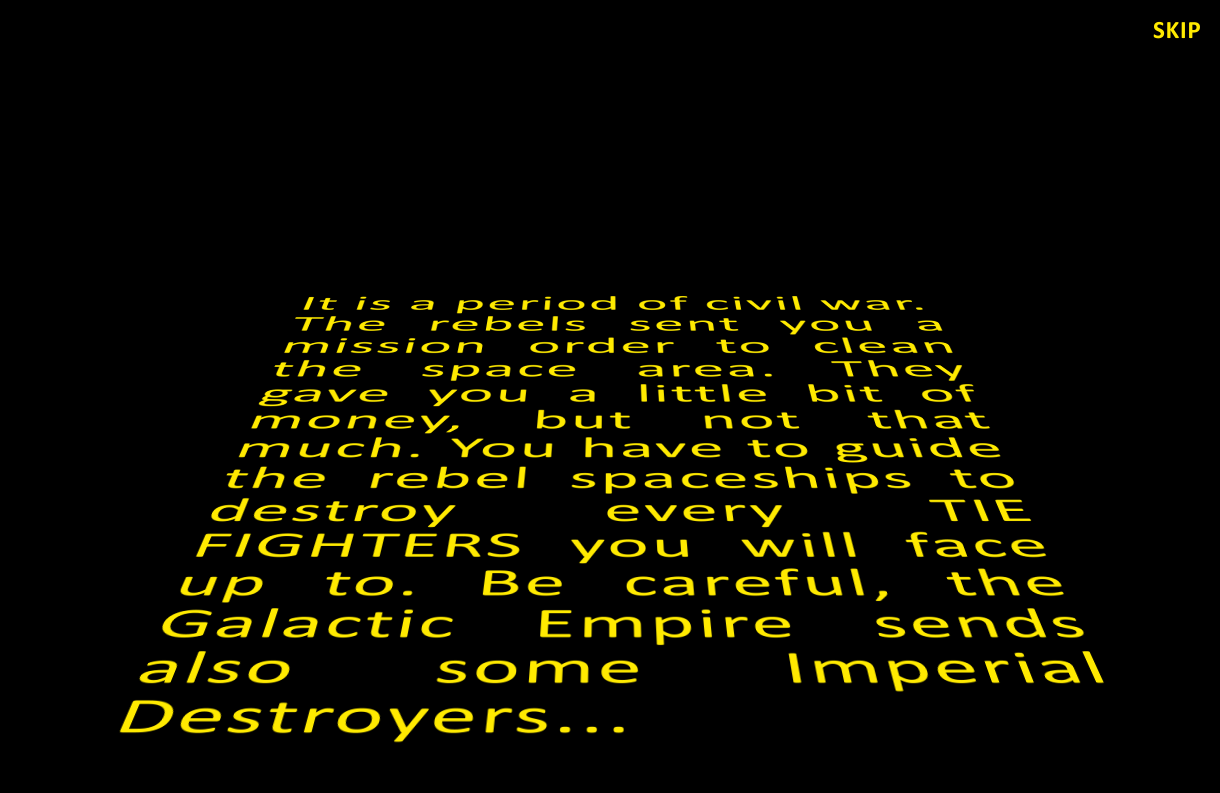 SKIP
It is a period of civil war.
The rebels sent you a
mission order to clean
the space area. They
gave you a little bit of
money, but not that
much. You have to guide
the rebel spaceships to
destroy every TIE
FIGHTERS you will face
up to. Be careful, the
Galactic Empire sends
also some Imperial
Destroyers...